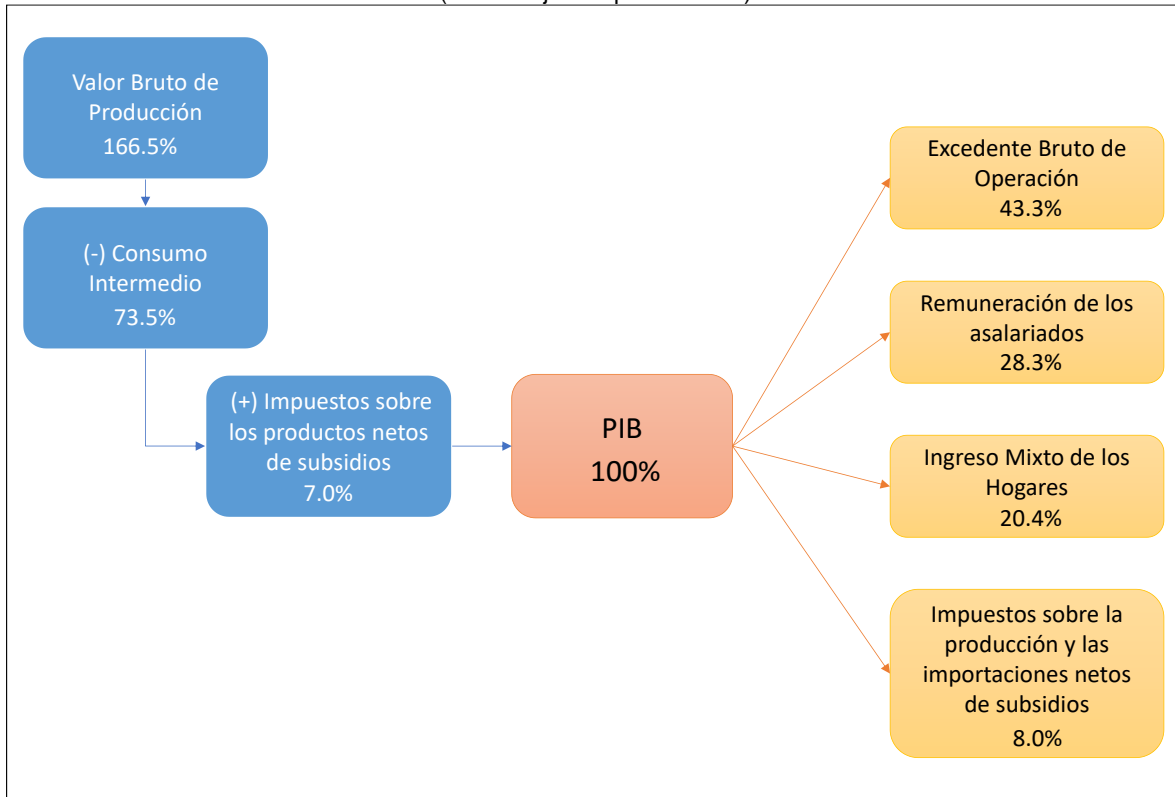 Valor Bruto de
Producción
166.5%
(-) Consumo
Intermedio
73.5%
(+) Impuestos sobre
los productos netos
de subsidios
7.0%
PIB
100%
Excedente Bruto de
Operación
43.3%
Remuneración de los
asalariados
28.3%
Ingreso Mixto de los
Hogares
20.4%
Impuestos sobre la
producción y las
importaciones netos
de subsidios
8.0%